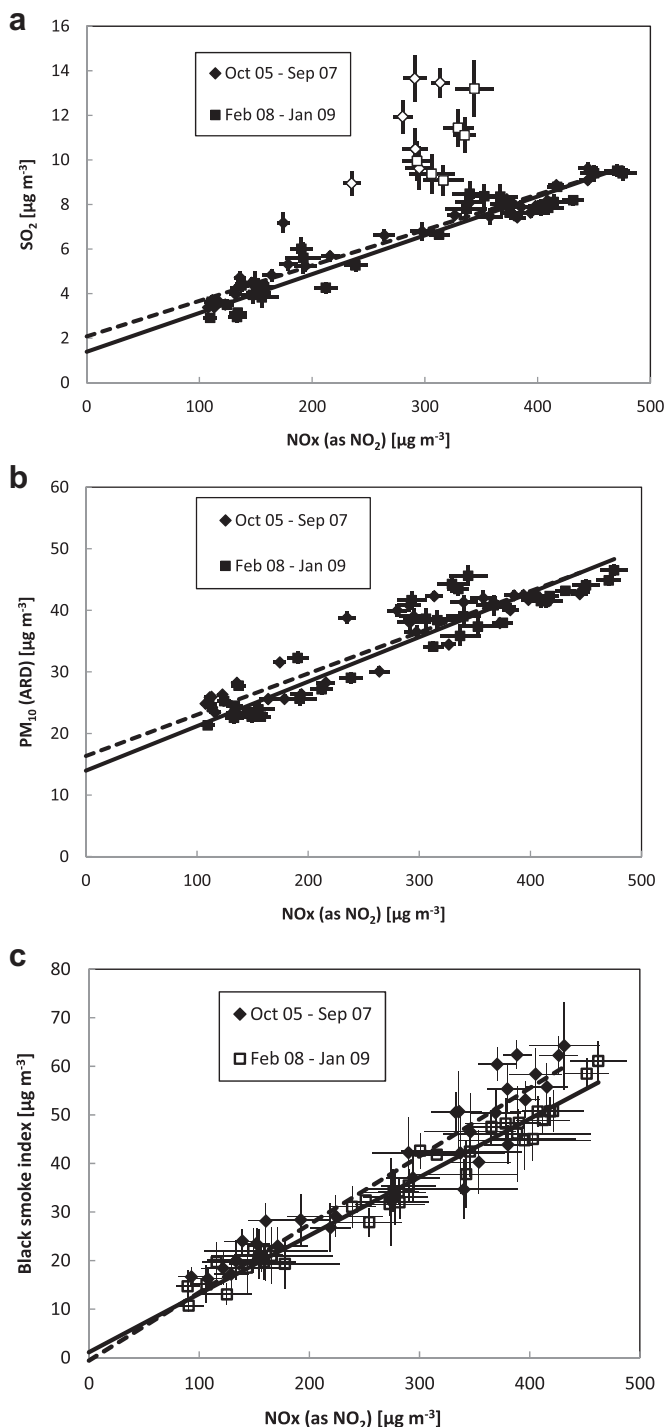 a
16
14
12
10
8
6
4
2
0
SO₂ [µg m⁻³]
Oct 05 - Sep 07
Feb 08 - Jan 09
0 100 200 300 400 500
NOx (as NO₂) [µg m⁻³]
b
60
50
40
30
20
10
0
PM₁₀ (ARD) [µg m⁻³]
Oct 05 - Sep 07
Feb 08 - Jan 09
0 100 200 300 400 500
NOx (as NO₂) [µg m⁻³]
c
80
70
60
50
40
30
20
10
0
Black smoke index [µg m⁻³]
Oct 05 - Sep 07
Feb 08 - Jan 09
0 100 200 300 400 500
NOx (as NO₂) [µg m⁻³]